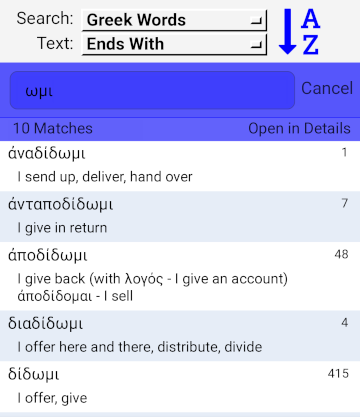 Search: Greek Words
Text: Ends With
A
Z
ωμι
Cancel
10 Matches
Open in Details
ἀναδίδωμι 1
I send up, deliver, hand over
ἀνταποδίδωμι 7
I give in return
ἀποδίδωμι 48
I give back (with λογός - I give an account)
ἀποδίδομαι - I sell
διαδίδωμι 4
I offer here and there, distribute, divide
δίδωμι 415
I offer, give